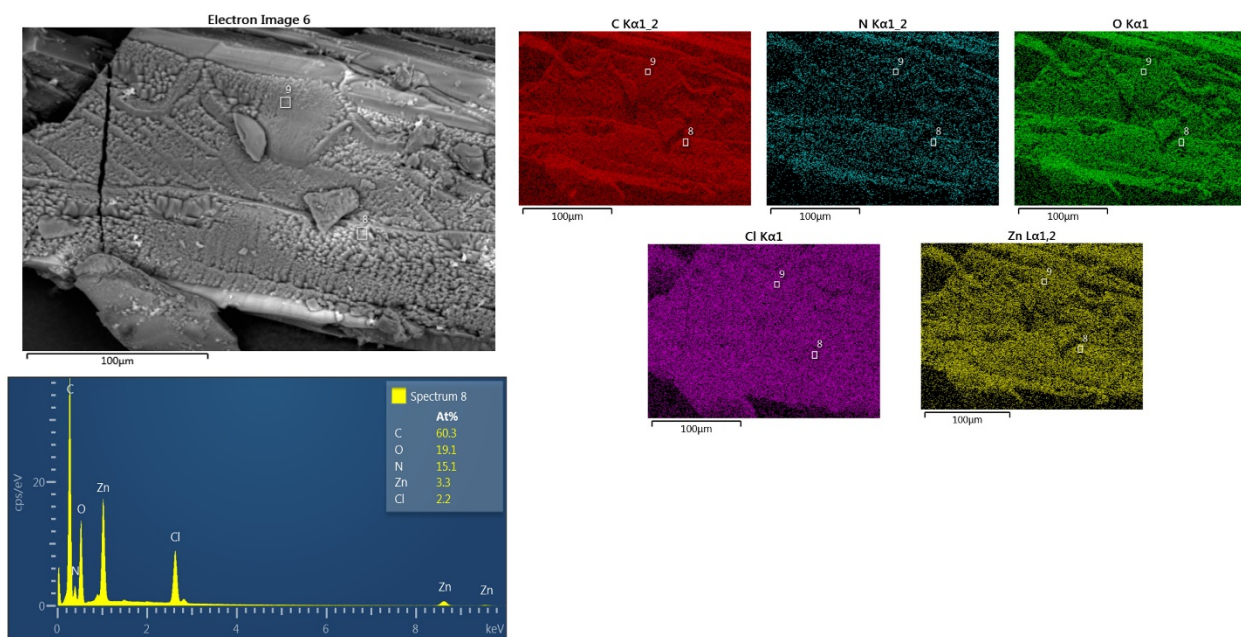 Electron Image 6
9
8
100µm
C Kα1_2
9
8
100µm
N Kα1_2
9
8
100µm
O Kα1
9
8
100µm
Cl Kα1
9
8
100µm
Zn Lα1,2
9
8
100µm
Spectrum 8
At%
C 60.3
O 19.1
N 15.1
Zn 3.3
Cl 2.2
cps/eV
20
0
C
O
N
Zn
Cl
Zn
Zn
0 2 4 6 8 keV